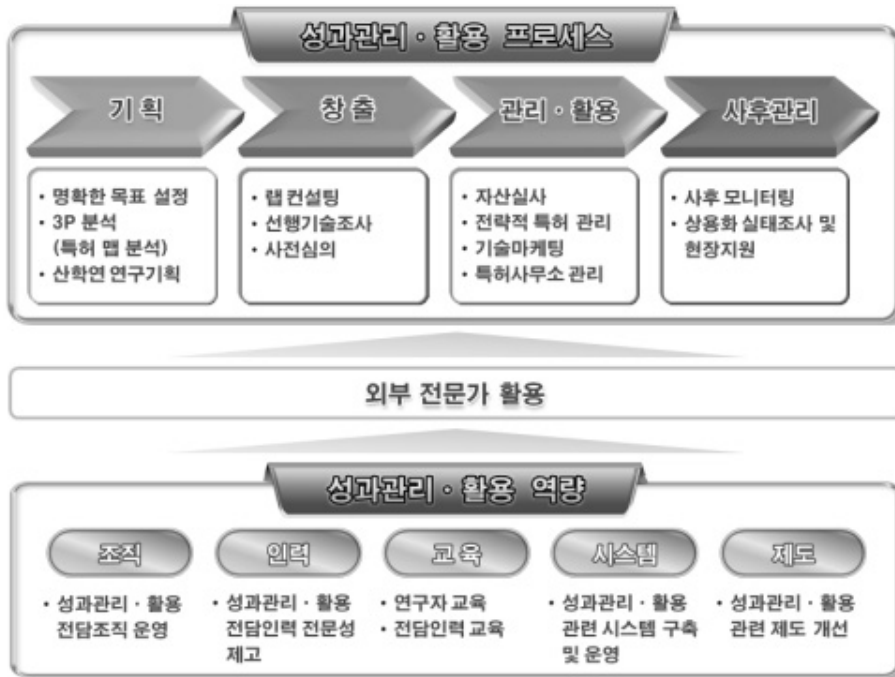 성과관리 · 활용 프로세스
기 획
창 출
관리 · 활용
사후관리
• 명확한 목표 설정
• 3P 분석
(특허 맵 분석)
• 산학연 연구기획
• 랩 컨설팅
• 선행기술조사
• 사전심의
• 자산실사
• 전략적 특허 관리
• 기술마케팅
• 특허사무소 관리
• 사후 모니터링
• 상용화 실태조사 및
현장지원
외부 전문가 활용
성과관리 · 활용 역량
조직
인력
교 육
시스템
제도
• 성과관리 · 활용
전담조직 운영
• 성과관리 · 활용
전담인력 전문성
제고
• 연구자 교육
• 전담인력 교육
• 성과관리 · 활용
관련 시스템 구축
및 운영
• 성과관리 · 활용
관련 제도 개선